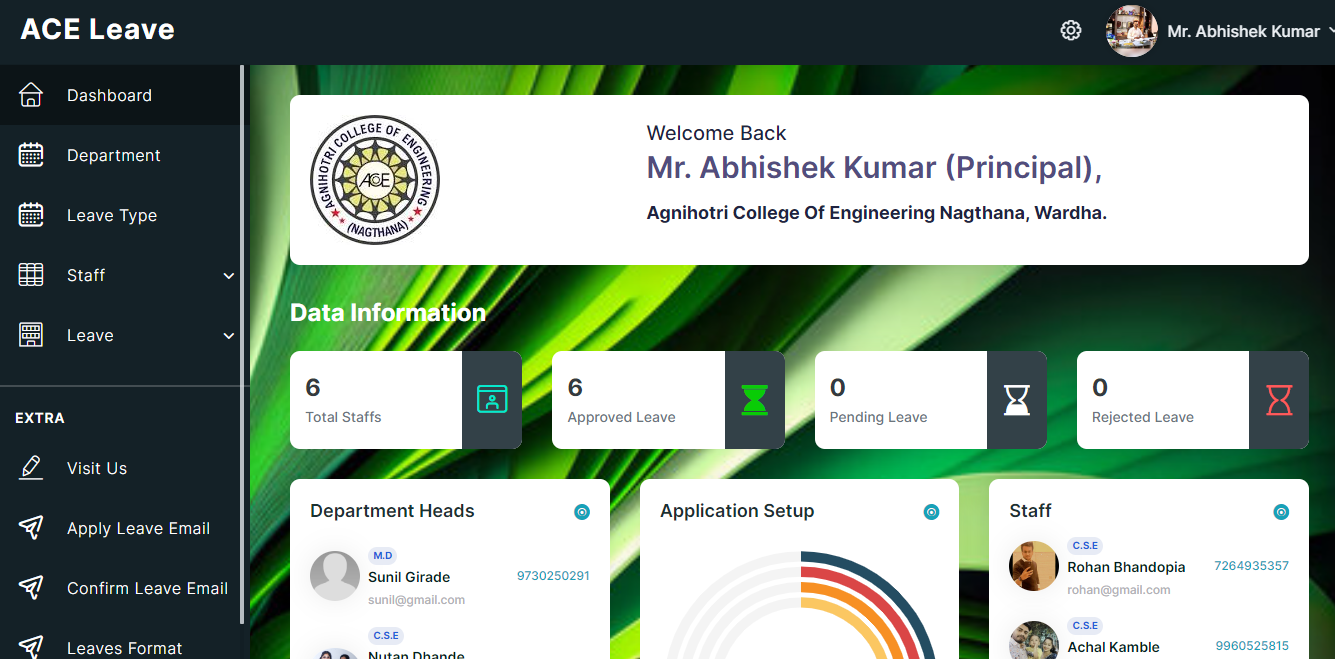 ACE Leave
Mr. Abhishek Kumar
Dashboard
Department
Leave Type
Staff
Leave
EXTRA
Visit Us
Apply Leave Email
Confirm Leave Email
Leaves Format
AGNIHOTRI COLLEGE OF ENGINEERING
ACE
(NAGTHANA)
Welcome Back
Mr. Abhishek Kumar (Principal),
Agnihotri College Of Engineering Nagthana, Wardha.
Data Information
6
Total Staffs
6
Approved Leave
0
Pending Leave
0
Rejected Leave
Department Heads
M.D
Sunil Girade
9730250291
sunil@gmail.com
C.S.E
Nutan Dhande
Application Setup
Staff
C.S.E
Rohan Bhandopia
7264935357
rohan@gmail.com
C.S.E
Achal Kamble
9960525815